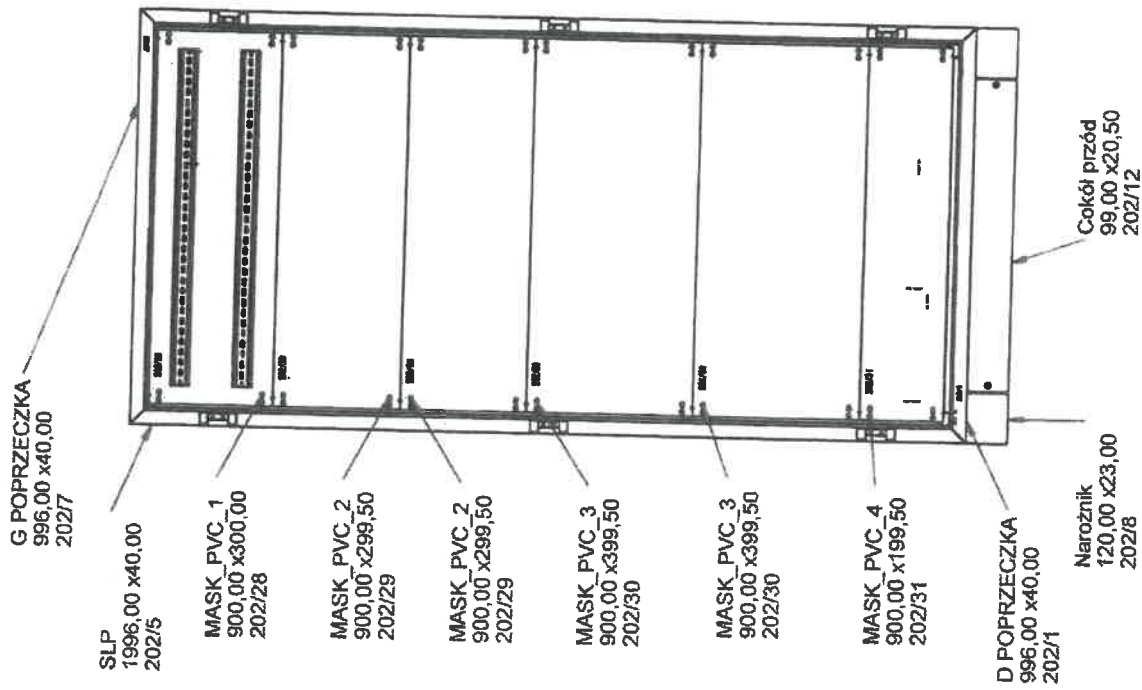 G POPRZECZKA
996,00 x40,00
202/7
SLP
1996,00 x40,00
202/5
MASK_PVC_1
900,00 x300,00
202/28
MASK_PVC_2
900,00 x299,50
202/29
MASK_PVC_2
900,00 x299,50
202/29
MASK_PVC_3
900,00 x399,50
202/30
MASK_PVC_3
900,00 x399,50
202/30
MASK_PVC_4
900,00 x199,50
202/31
D POPRZECZKA
996,00 x40,00
202/1
Narożnik
120,00 x23,00
202/8
Cokół przód
99,00 x20,50
202/12